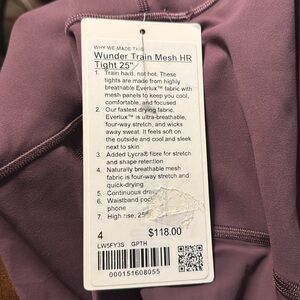 WHY WE MADE THIS
Wunder Train Mesh HR
Tight 25"
1. Train hard, not hot. These
tights are made from highly
breathable Everlux™ fabric with
mesh panels to keep you cool,
comfortable, and focused
2. Our fastest drying fabric,
Everlux™ is ultra-breathable,
four-way stretch, and wicks
away sweat. It feels soft on
the outside and cool and sleek
next to skin
3. Added Lycra® fibre for stretch
and shape retention
4. Naturally breathable mesh
fabric is four-way stretch and
quick-drying
5. Continuous
6. Waistband
phone
7. High rise, 25"
4 $118.00
LW5FY3S GPTH
000151608055